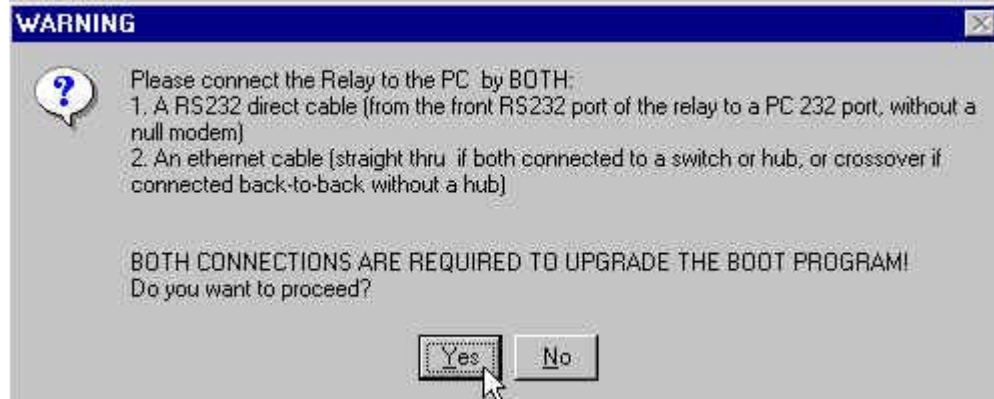 WARNING
Please connect the Relay to the PC  by BOTH:
1. A RS232 direct cable (from the front RS232 port of the relay to a PC 232 port, without a
null modem)
2. An ethernet cable (straight thru  if both connected to a switch or hub, or crossover if
connected back-to-back without a hub)
BOTH CONNECTIONS ARE REQUIRED TO UPGRADE THE BOOT PROGRAM!
Do you want to proceed?
Yes No